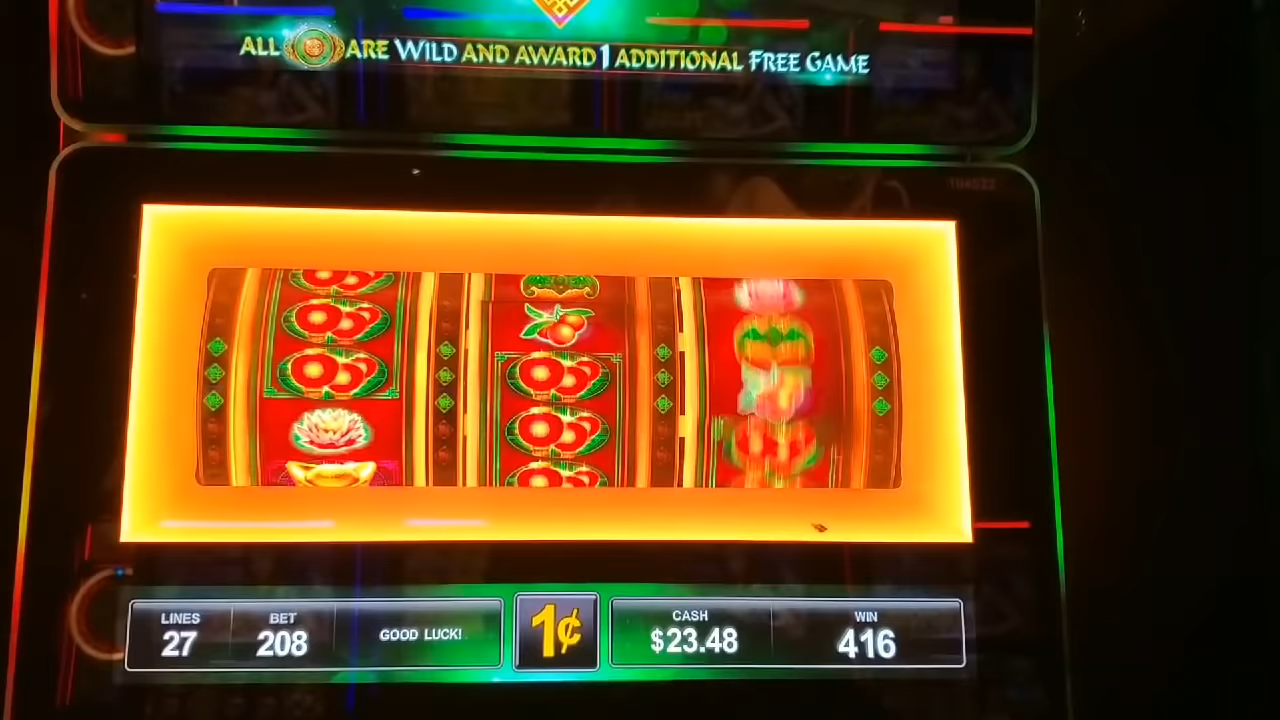 ALL ARE WILD AND AWARD 1 ADDITIONAL FREE GAME
LINES
27
BET
208
GOOD LUCK!
1¢
CASH
$23.48
WIN
416